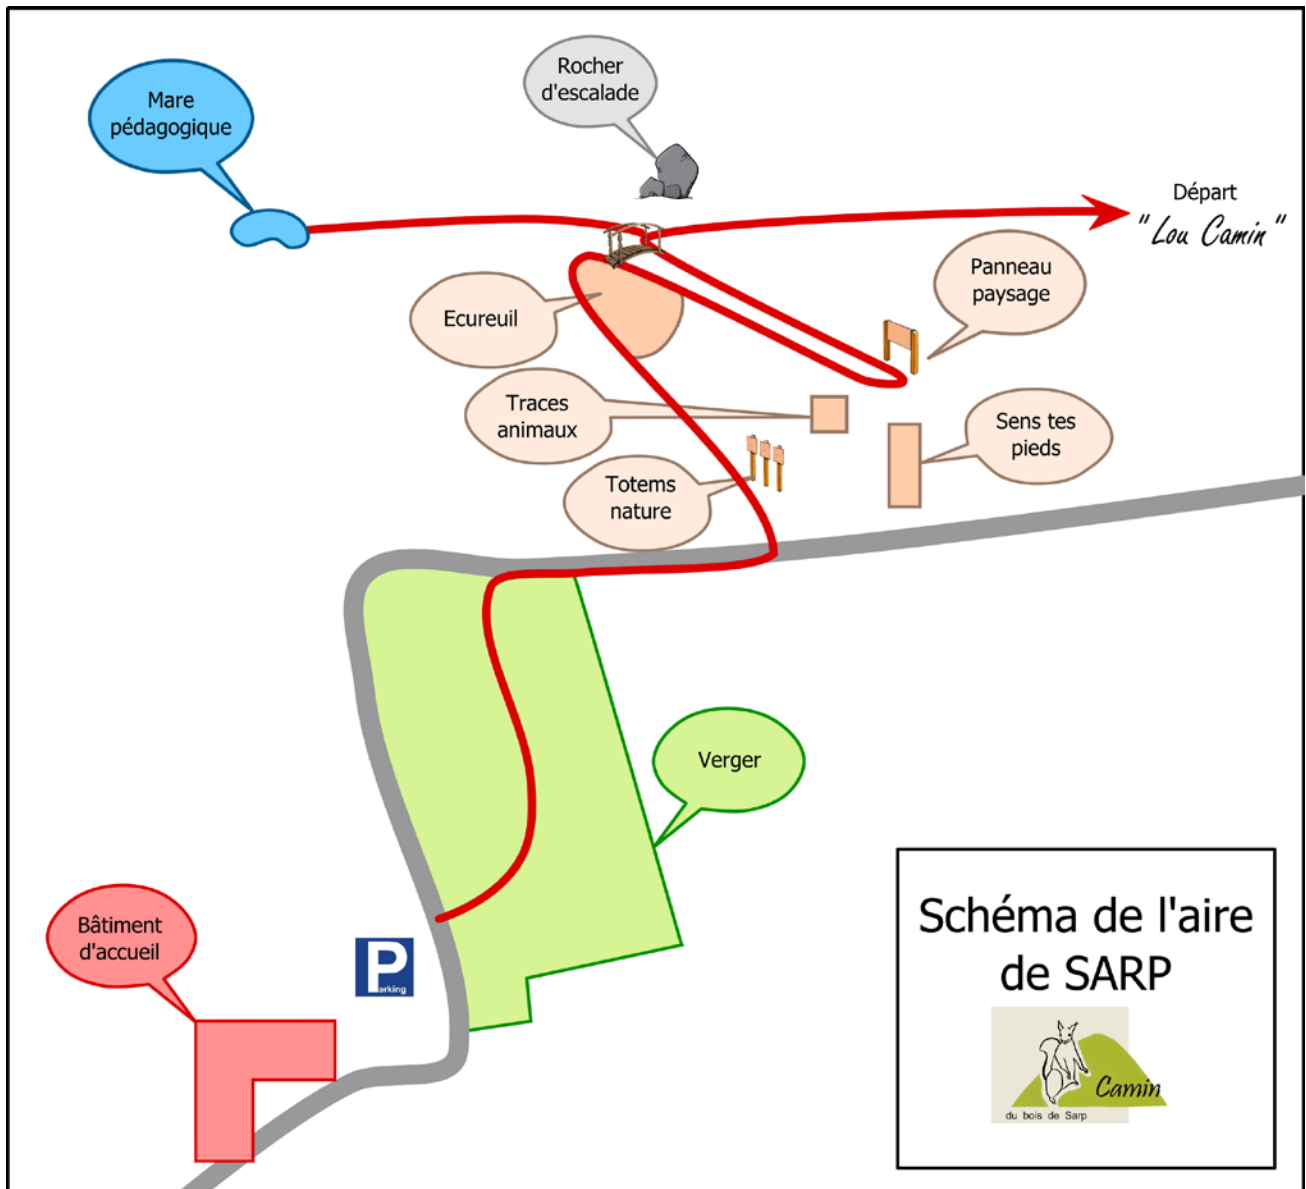 Rocher
d'escalade
Mare
pédagogique
Départ
"Lou Camin"
Panneau
paysage
Ecureuil
Traces
animaux
Sens tes
pieds
Totems
nature
Verger
Bâtiment
d'accueil
P
arking
Schéma de l'aire
de SARP
Camin
du bois de Sarp